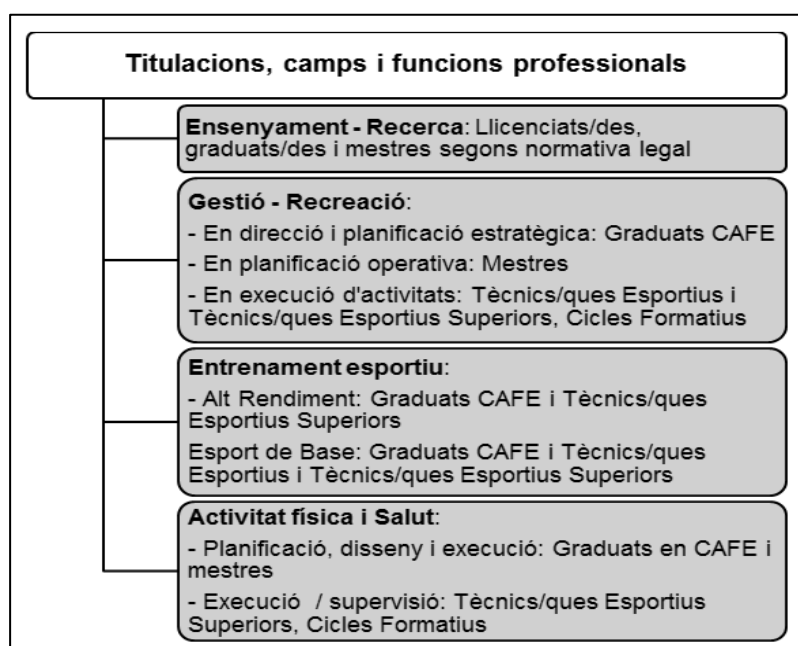 Titulacions, camps i funcions professionals
Ensenyament - Recerca: Llicenciats/des,
graduats/des i mestres segons normativa legal
Gestió - Recreació:
- En direcció i planificació estratègica: Graduats CAFE
- En planificació operativa: Mestres
- En execució d'activitats: Tècnics/ques Esportius i
Tècnics/ques Esportius Superiors, Cicles Formatius
Entrenament esportiu:
- Alt Rendiment: Graduats CAFE i Tècnics/ques
Esportius Superiors
Esport de Base: Graduats CAFE i Tècnics/ques
Esportius i Tècnics/ques Esportius Superiors
Activitat física i Salut:
- Planificació, disseny i execució: Graduats en CAFE i
mestres
- Execució / supervisió: Tècnics/ques Esportius
Superiors, Cicles Formatius